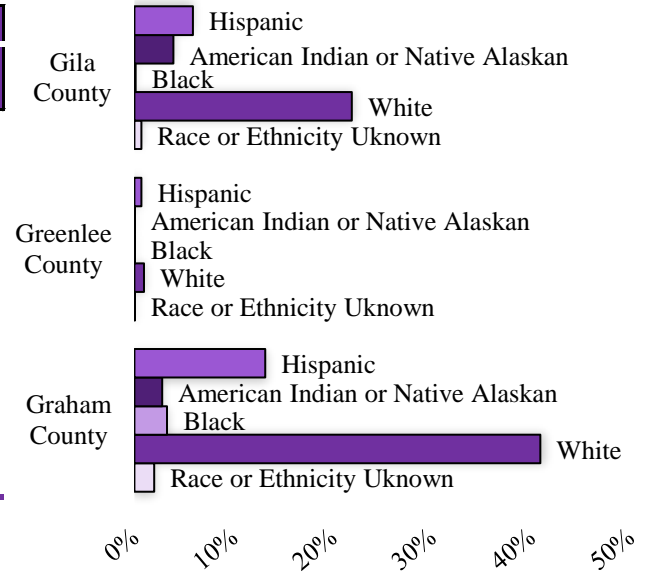 Hispanic
American Indian or Native Alaskan
Gila
County
Black
White
Race or Ethnicity Uknown
Hispanic
American Indian or Native Alaskan
Greenlee
County
Black
White
Race or Ethnicity Uknown
Hispanic
American Indian or Native Alaskan
Graham
County
Black
White
Race or Ethnicity Uknown
0% 10% 20% 30% 40% 50%